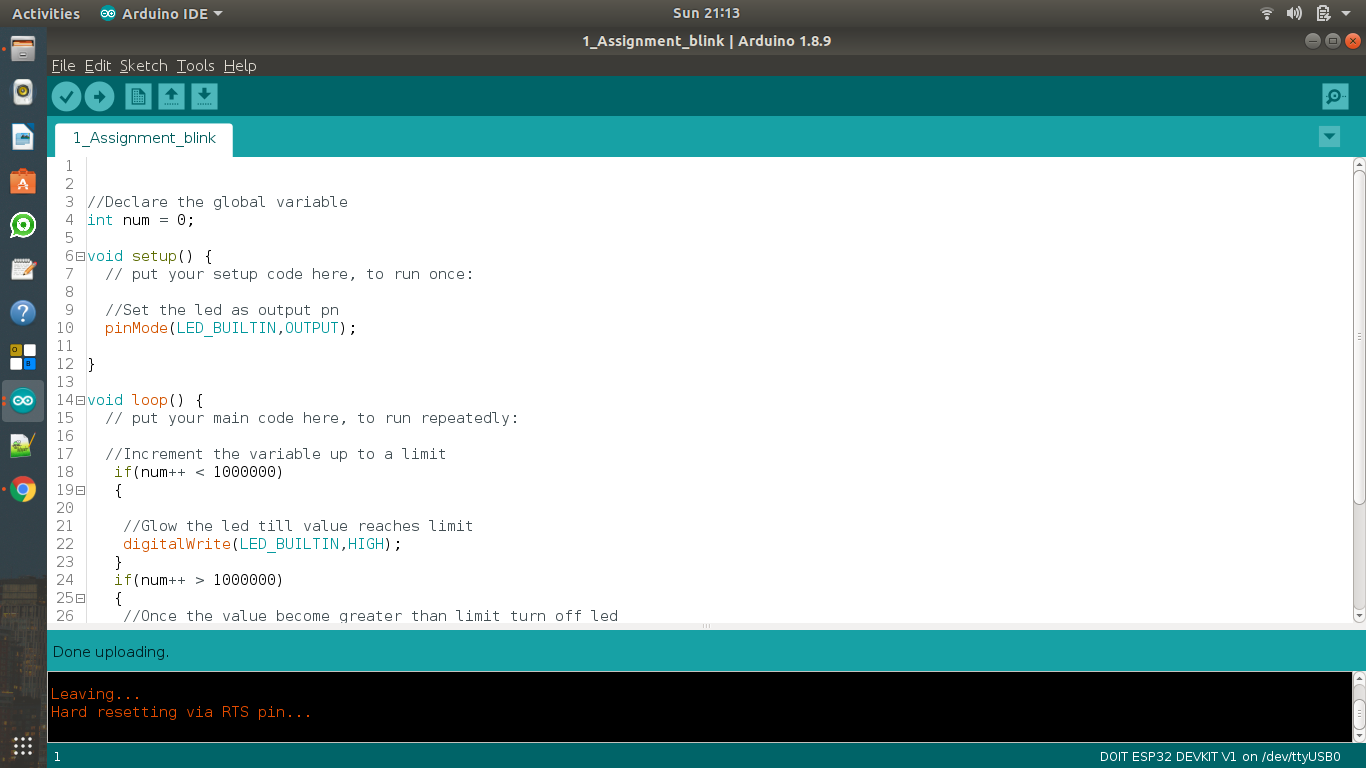 Activities Arduino IDE Sun 21:13
1_Assignment_blink | Arduino 1.8.9
File Edit Sketch Tools Help
1_Assignment_blink
1
2
3 //Declare the global variable
4 int num = 0;
5
6 void setup() {
7 // put your setup code here, to run once:
8
9 //Set the led as output pn
10 pinMode(LED_BUILTIN,OUTPUT);
11
12 }
13
14 void loop() {
15 // put your main code here, to run repeatedly:
16
17 //Increment the variable up to a limit
18 if(num++ < 1000000)
19 {
20
21 //Glow the led till value reaches limit
22 digitalWrite(LED_BUILTIN,HIGH);
23 }
24 if(num++ > 1000000)
25 {
26 //Once the value become greater than limit turn off led
Done uploading.
Leaving...
Hard resetting via RTS pin...
1 DOIT ESP32 DEVKIT V1 on /dev/ttyUSB0